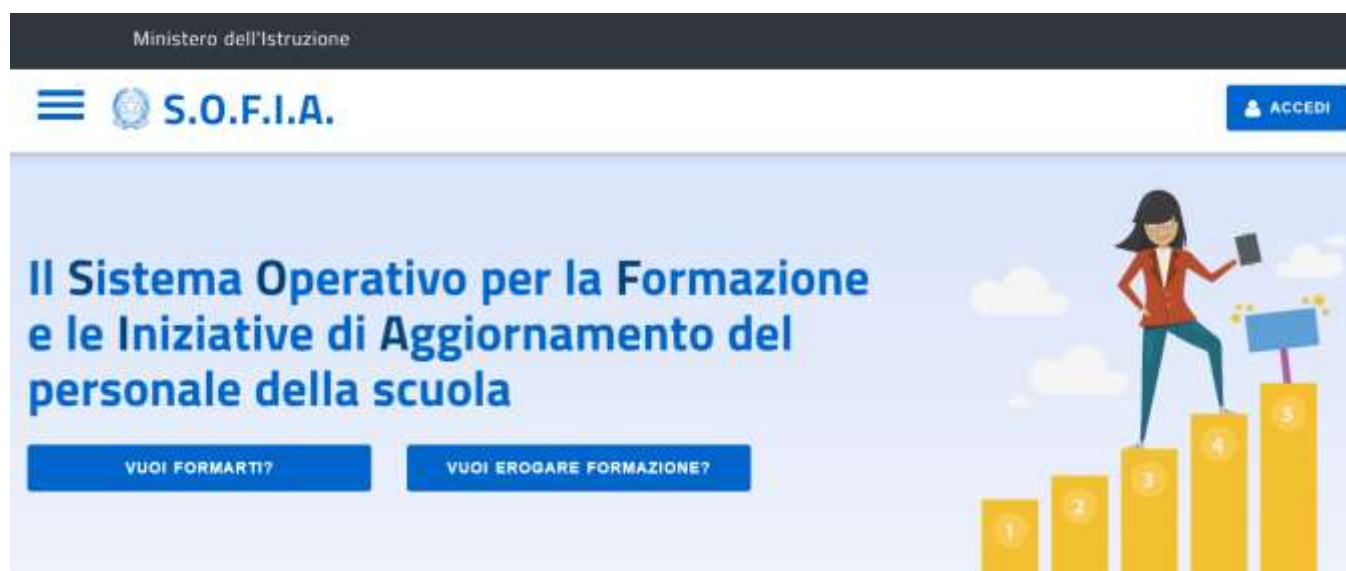 Ministero dell'Istruzione
S.O.F.I.A.
ACCEDI
Il Sistema Operativo per la Formazione
e le Iniziative di Aggiornamento del
personale della scuola
VUOI FORMARTI?
VUOI EROGARE FORMAZIONE?
1
2
3
4
5